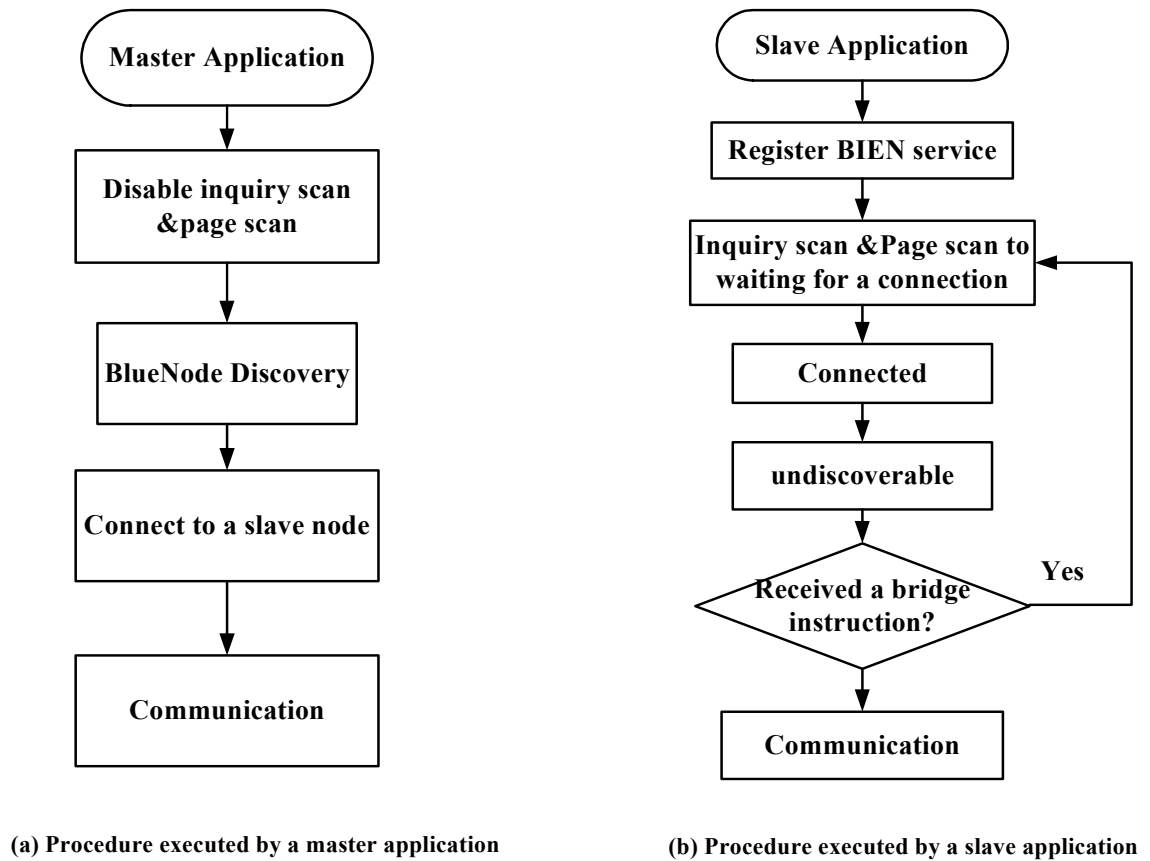 Master Application
Disable inquiry scan
&page scan
BlueNode Discovery
Connect to a slave node
Communication
(a) Procedure executed by a master application
Slave Application
Register BIEN service
Inquiry scan &Page scan to
waiting for a connection
Connected
undiscoverable
Received a bridge
instruction?
Yes
Communication
(b) Procedure executed by a slave application